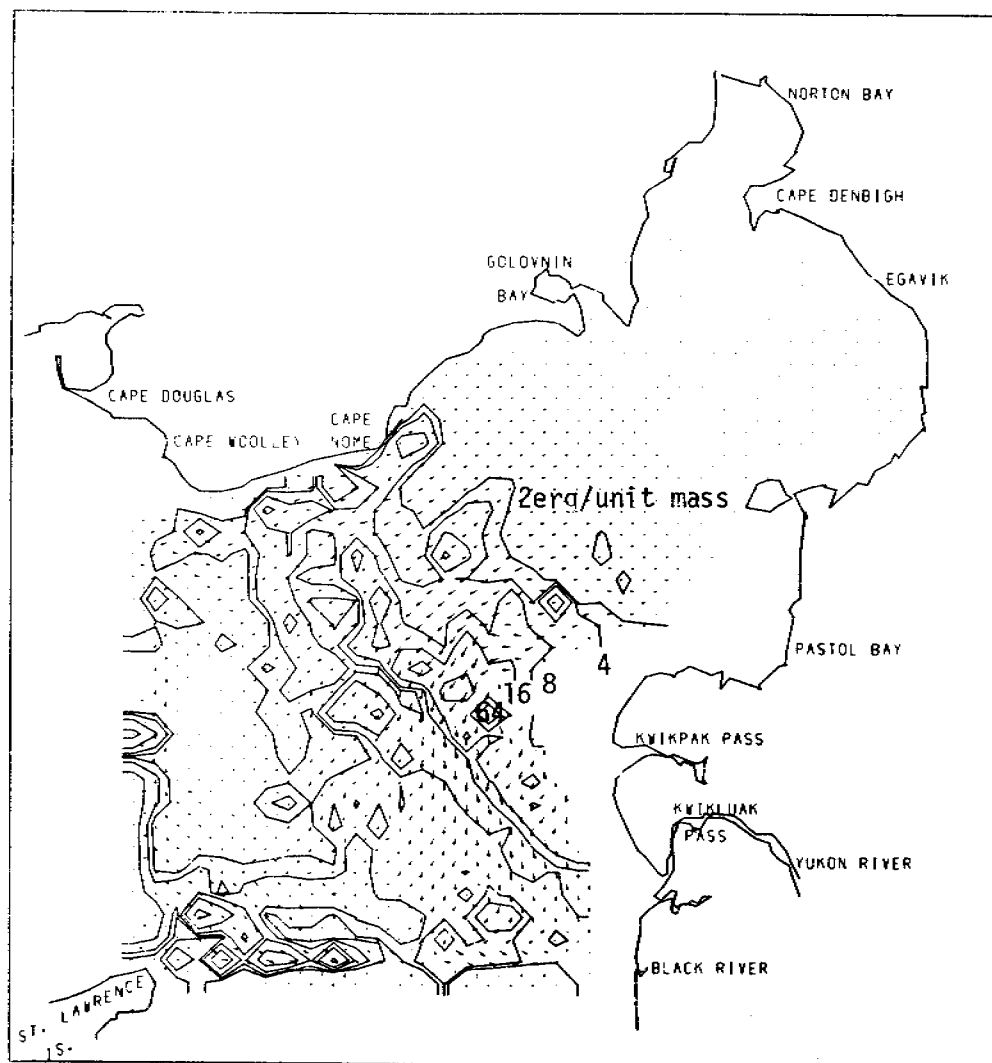 NORTON BAY
CAPE DENBIGH
GOLOVNIN
BAY
EGAVIK
CAPE DOUGLAS
CAPE
NOME
CAPE WOOLLEY
2erg/unit mass
4
8
16
64
PASTOL BAY
KWIKPAK PASS
KWIKLUAK
PASS
YUKON RIVER
BLACK RIVER
ST. LAWRENCE
IS.